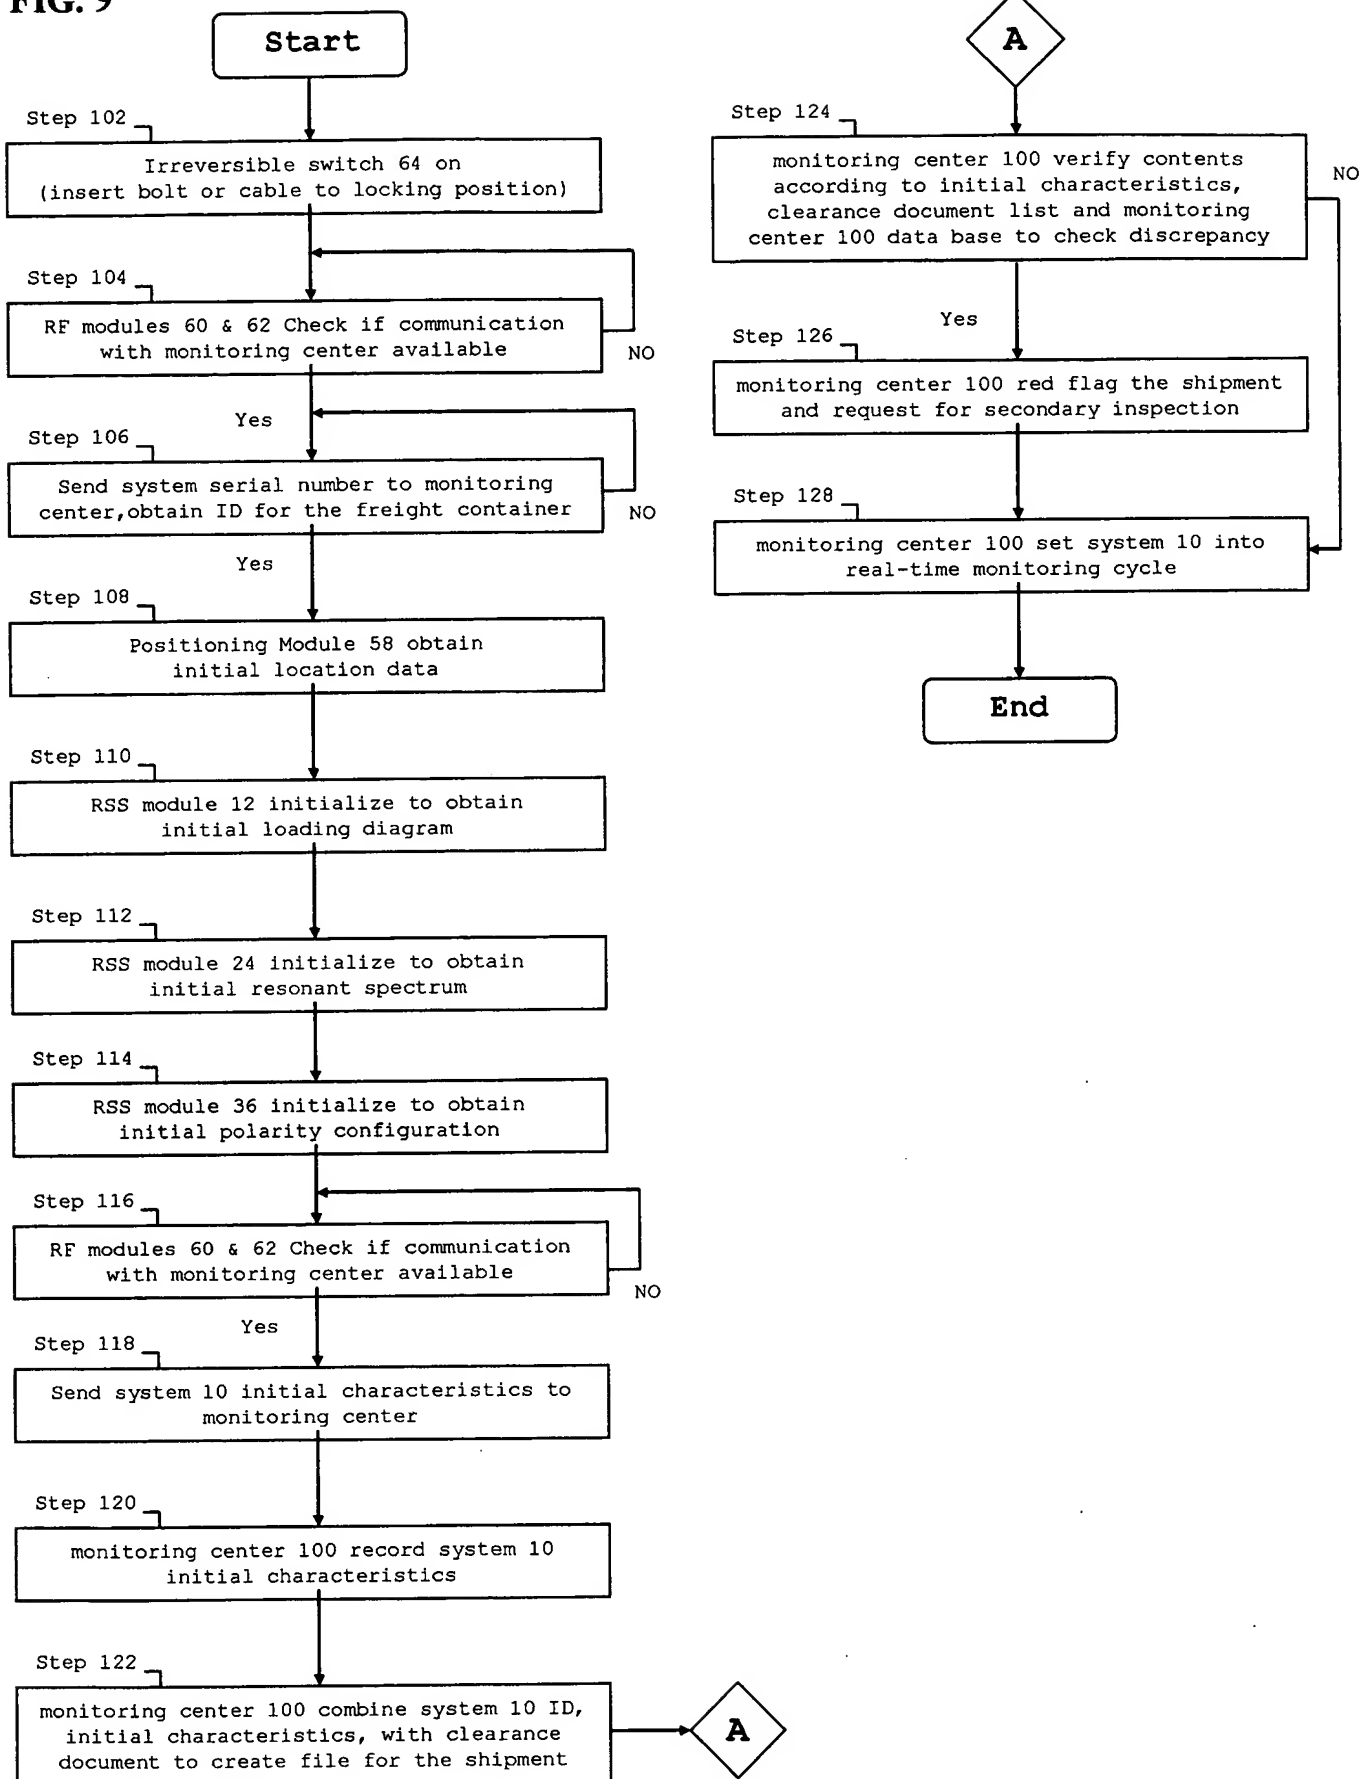 FIG. 9
Start
Step 102
Irreversible switch 64 on
(insert bolt or cable to locking position)
Step 104
RF modules 60 & 62 Check if communication
with monitoring center available
NO
Yes
Step 106
Send system serial number to monitoring
center,obtain ID for the freight container
NO
Yes
Step 108
Positioning Module 58 obtain
initial location data
Step 110
RSS module 12 initialize to obtain
initial loading diagram
Step 112
RSS module 24 initialize to obtain
initial resonant spectrum
Step 114
RSS module 36 initialize to obtain
initial polarity configuration
Step 116
RF modules 60 & 62 Check if communication
with monitoring center available
NO
Yes
Step 118
Send system 10 initial characteristics to
monitoring center
Step 120
monitoring center 100 record system 10
initial characteristics
Step 122
monitoring center 100 combine system 10 ID,
initial characteristics, with clearance
document to create file for the shipment
A
A
Step 124
monitoring center 100 verify contents
according to initial characteristics,
clearance document list and monitoring
center 100 data base to check discrepancy
NO
Yes
Step 126
monitoring center 100 red flag the shipment
and request for secondary inspection
Step 128
monitoring center 100 set system 10 into
real-time monitoring cycle
End